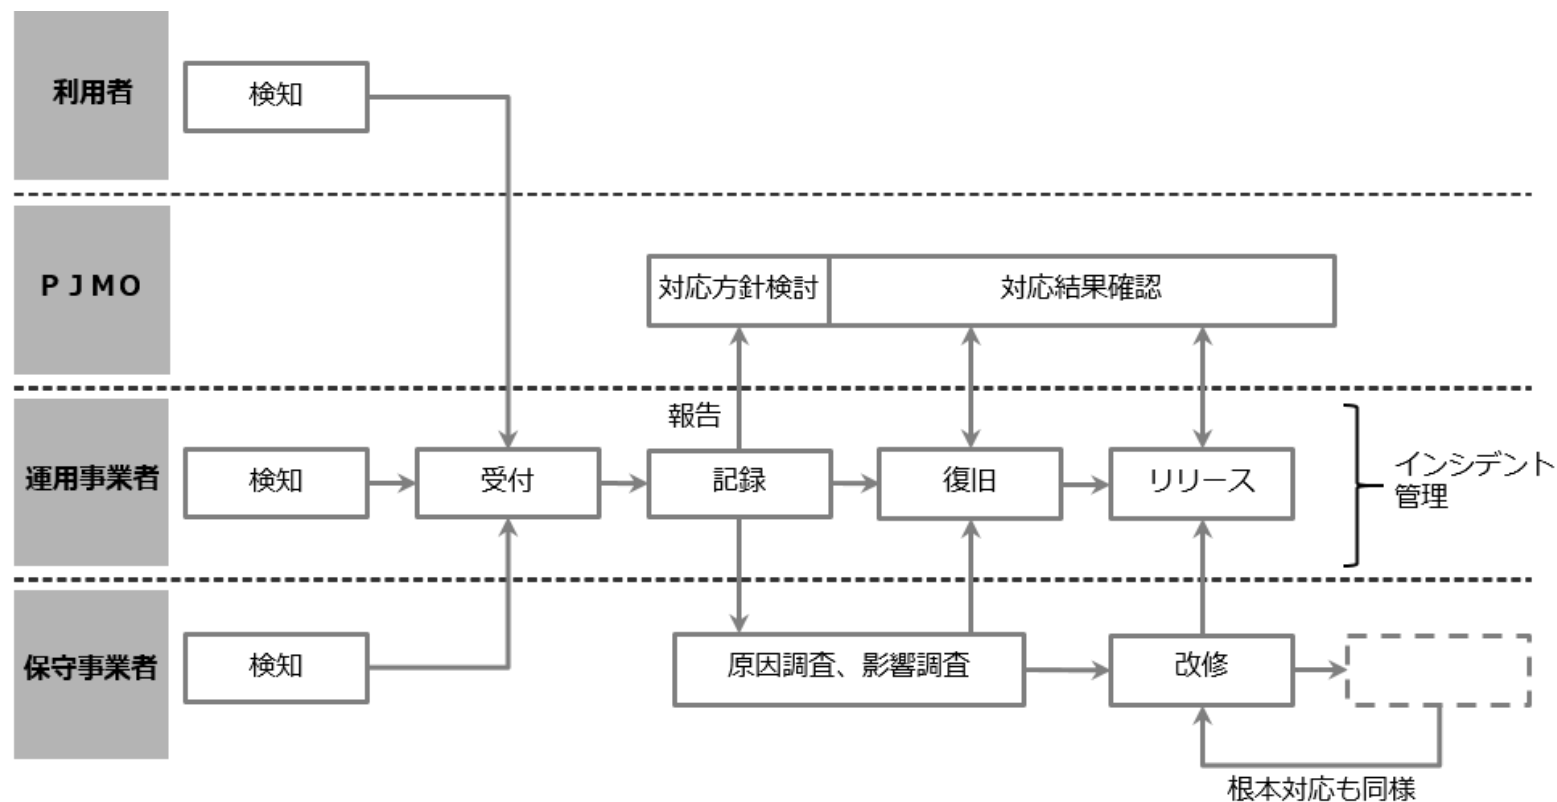 利用者
検知
ＰＪＭＯ
対応方針検討
対応結果確認
報告
運用事業者
検知
受付
記録
復旧
リリース
インシデント
管理
保守事業者
検知
原因調査、影響調査
改修
根本対応も同様